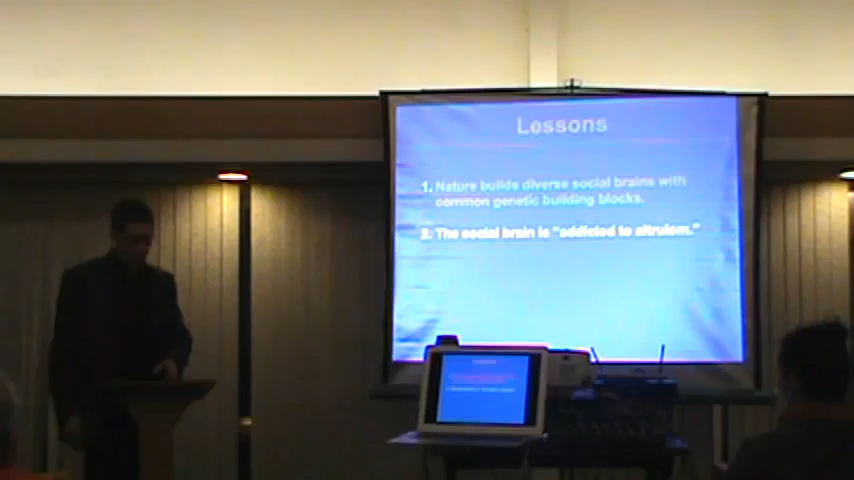 Lessons
1. Nature builds diverse social brains with
common genetic building blocks.
2. The social brain is "addicted to altruism."